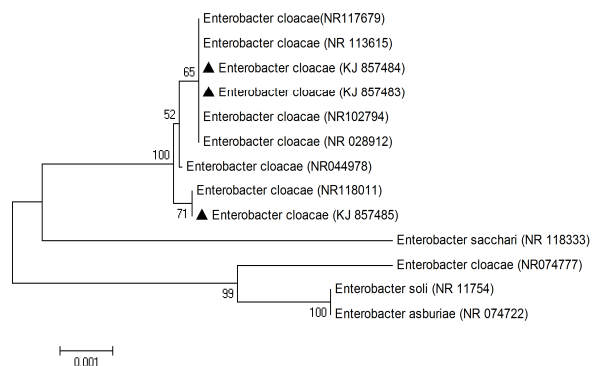 Enterobacter cloacae(NR117679)
Enterobacter cloacae (NR 113615)
Enterobacter cloacae (KJ 857484)
65
Enterobacter cloacae (KJ 857483)
52
Enterobacter cloacae (NR102794)
Enterobacter cloacae (NR 028912)
100
Enterobacter cloacae (NR044978)
Enterobacter cloacae (NR118011)
71
Enterobacter cloacae (KJ 857485)
Enterobacter sacchari (NR 118333)
Enterobacter cloacae (NR074777)
99
Enterobacter soli (NR 11754)
100
Enterobacter asburiae (NR 074722)
0.001